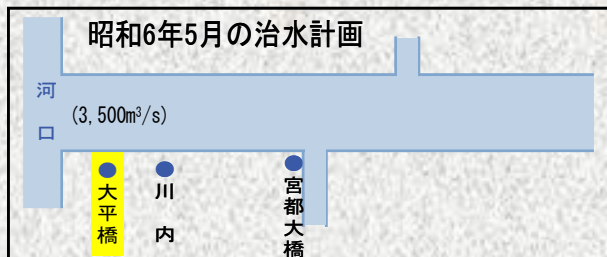 昭和6年5月の治水計画
河口
(3,500m³/s)
大平橋
川内
宮都大橋